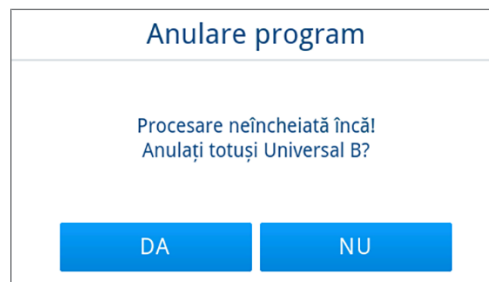 Anulare program
Procesare neîncheiată încă!
Anulați totuși Universal B?
DA
NU